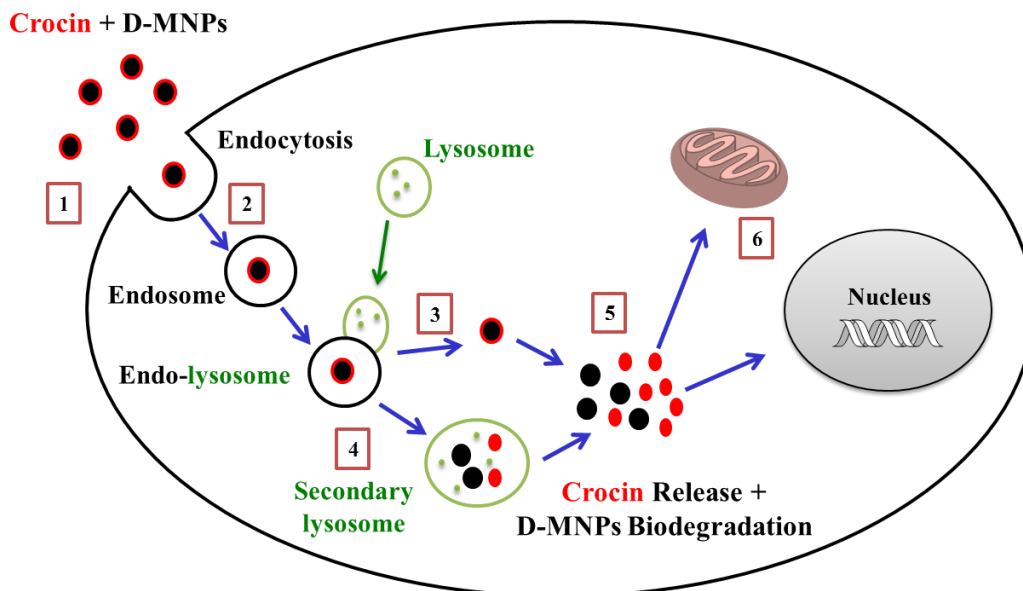 Crocin + D-MNPs
Endocytosis
Lysosome
1
2
6
Endosome
3
5
Nucleus
Endo-lysosome
4
Secondary
lysosome
Crocin Release +
D-MNPs Biodegradation